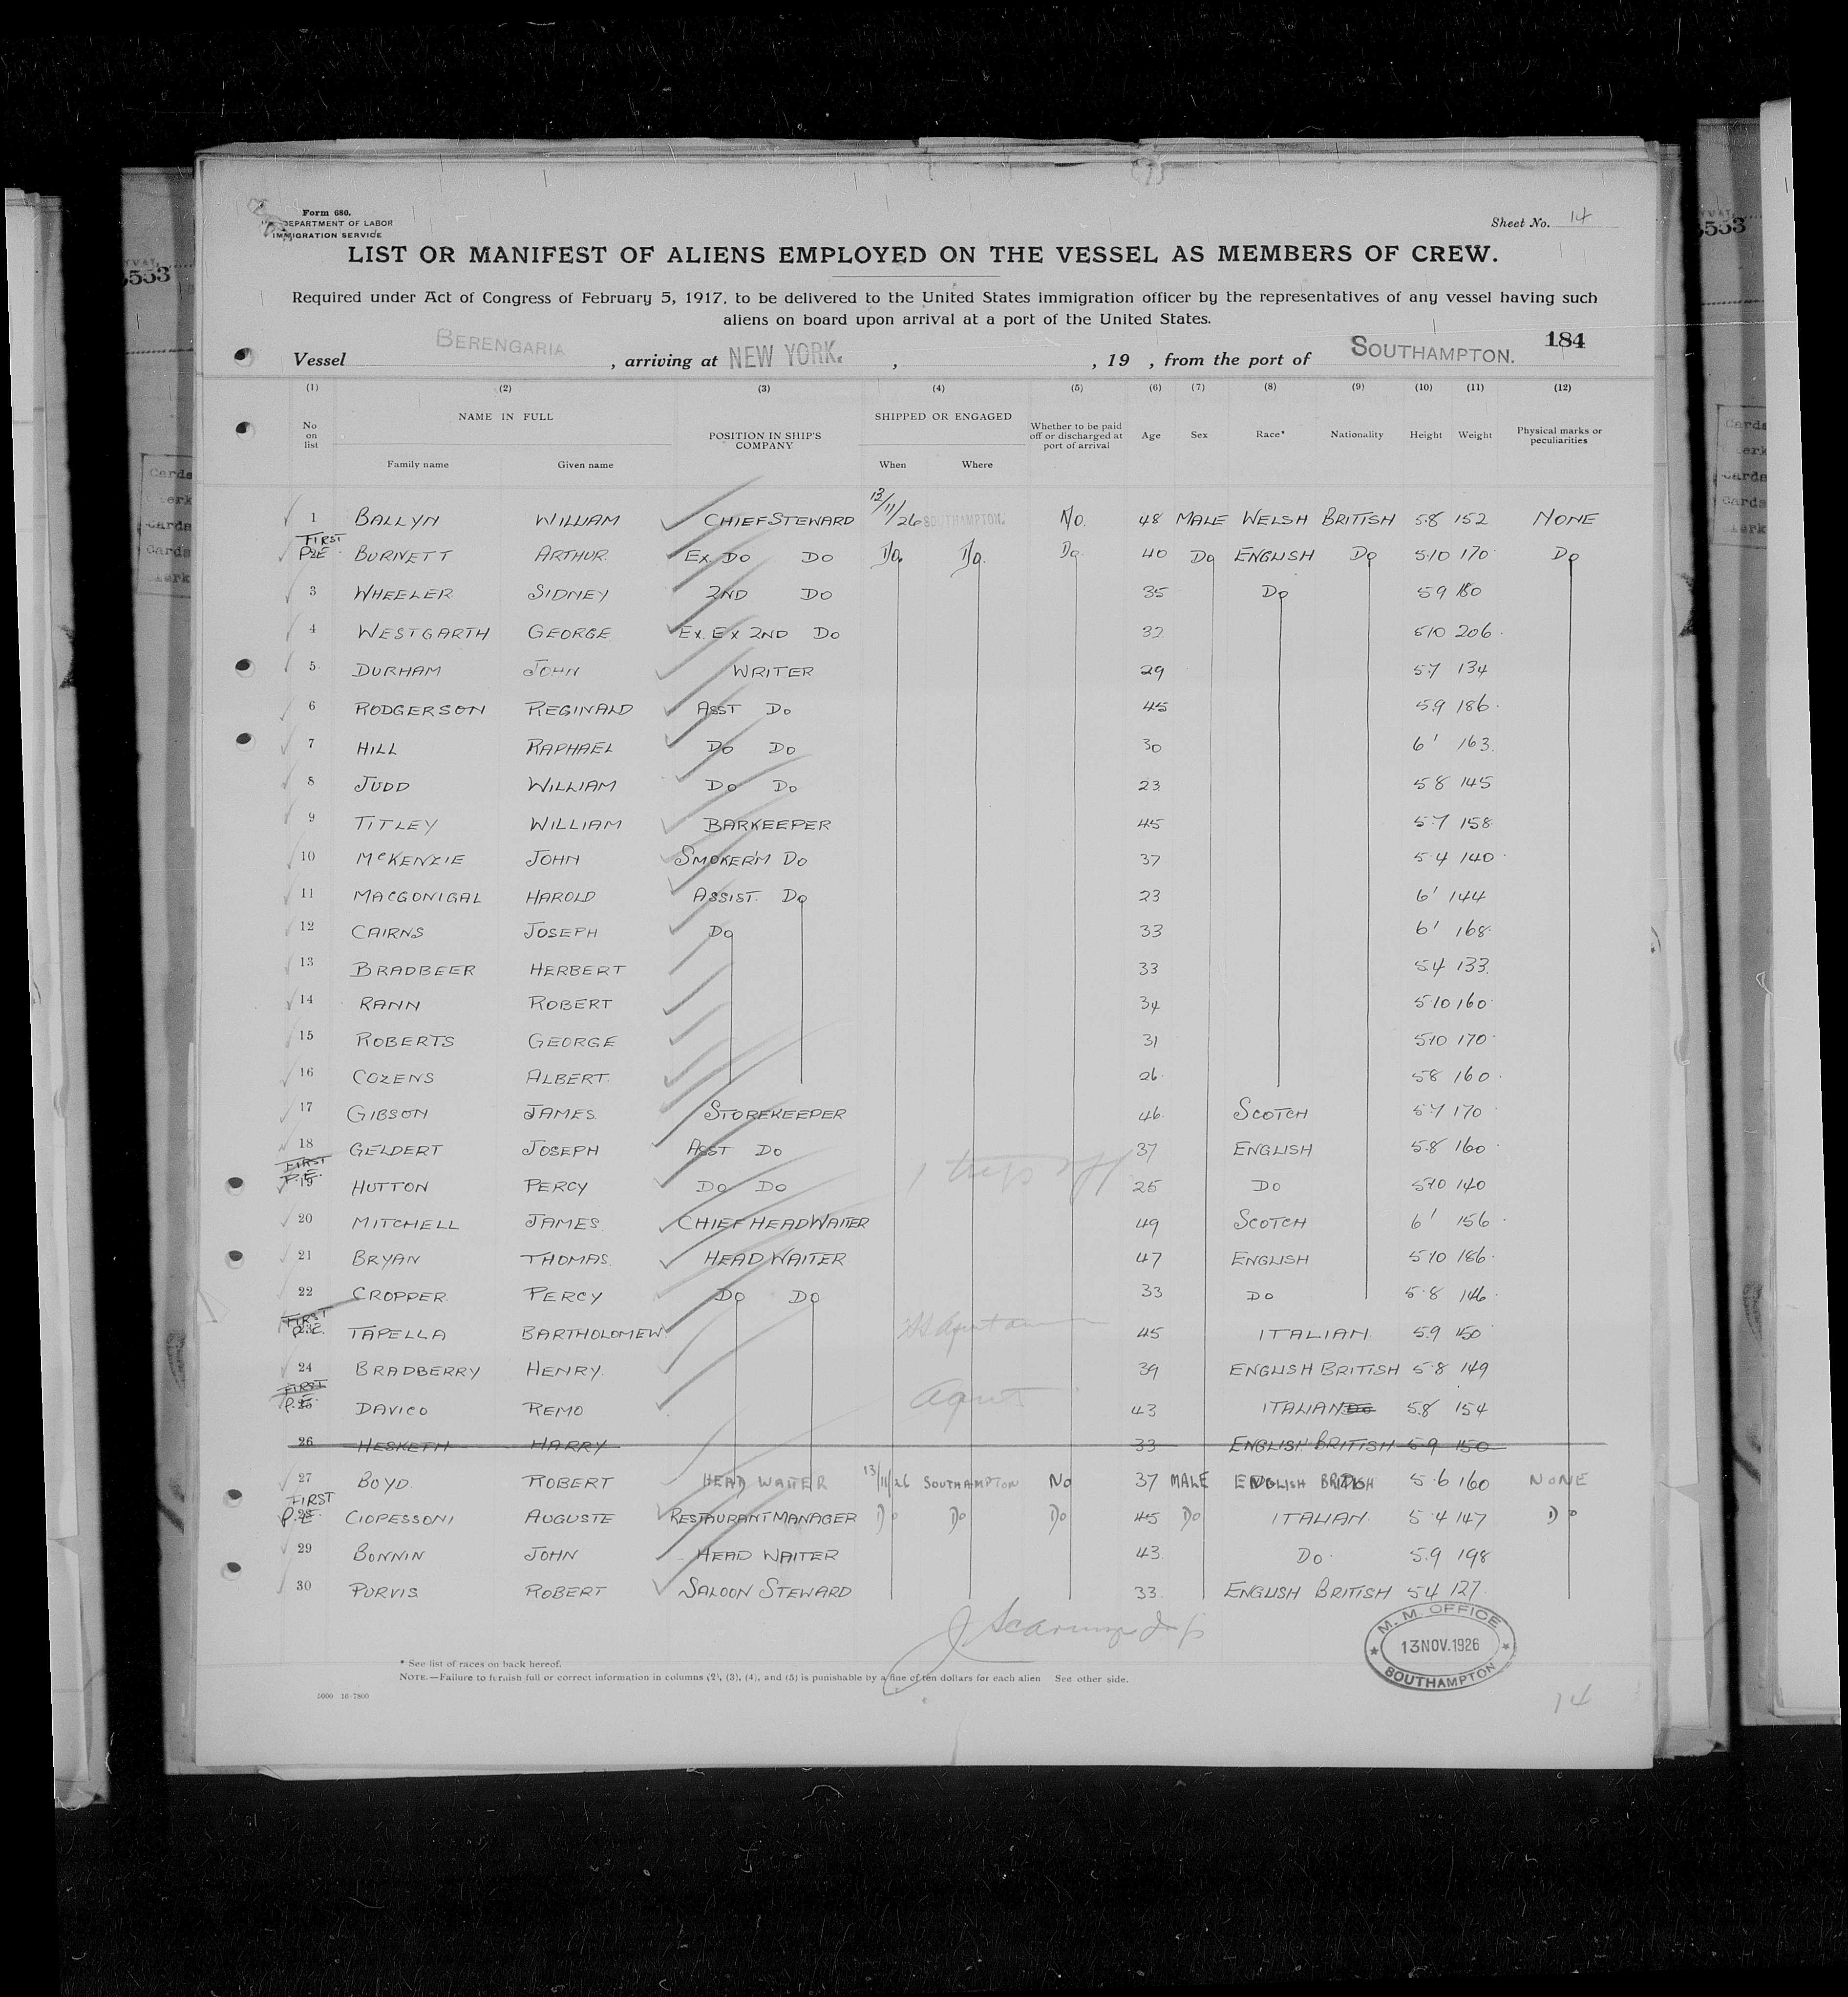 Form 680.
DEPARTMENT OF LABOR
IMMIGRATION SERVICE
Sheet No. 14
LIST OR MANIFEST OF ALIENS EMPLOYED ON THE VESSEL AS MEMBERS OF CREW.
Required under Act of Congress of February 5, 1917, to be delivered to the United States immigration officer by the representatives of any vessel having such
aliens on board upon arrival at a port of the United States.
184
Vessel BERENGARIA , arriving at NEW YORK. , , 19 , from the port of SOUTHAMPTON.
(1) (2) (3) (4) (5) (6) (7) (8) (9) (10) (11) (12)
No on list NAME IN FULL Family name Given name POSITION IN SHIP'S COMPANY SHIPPED OR ENGAGED When Where Whether to be paid off or discharged at port of arrival Age Sex Race* Nationality Height Weight Physical marks or peculiarities
1 BALLYN WILLIAM CHIEF STEWARD 13/11/26 SOUTHAMPTON. No. 48 MALE WELSH BRITISH 5.8 152 NONE
FIRST
P.E. 2 BURNETT ARTHUR Ex. Do Do Do. Do. Do. 40 Do ENGLISH Do 5.10 170 Do
3 WHEELER SIDNEY 2ND Do 35 Do 5.9 180
4 WESTGARTH GEORGE Ex. Ex 2ND Do 32 5.10 206
5 DURHAM JOHN WRITER 29 5.7 134
6 RODGERSON REGINALD ASST Do 45 5.9 186
7 HILL RAPHAEL Do Do 30 6' 163
8 JUDD WILLIAM Do Do 23 5.8 145
9 TITLEY WILLIAM BARKEEPER 45 5.7 158
10 McKENZIE JOHN SMOKER'M Do 37 5.4 140
11 MACGONIGAL HAROLD ASSIST. Do 23 6' 144
12 CAIRNS JOSEPH Do 33 6' 168
13 BRADBEER HERBERT 33 5.4 133
14 RANN ROBERT 34 5.10 160
15 ROBERTS GEORGE 31 5.10 170
16 COZENS ALBERT. 26 5.8 160
17 GIBSON JAMES STOREKEEPER 46 SCOTCH 5.7 170
18 GELDERT JOSEPH ASST Do 37 ENGLISH 5.8 160
FIRST
P.E. 19 HUTTON PERCY Do Do 1 trip off 25 Do 5.10 140
20 MITCHELL JAMES CHIEF HEAD WAITER 49 SCOTCH 6' 156
21 BRYAN THOMAS HEAD WAITER 47 ENGLISH 5.10 186
22 CROPPER PERCY Do Do 33 Do 5.8 146
FIRST
P.E. 23 TAPELLA BARTHOLOMEW 45 ITALIAN 5.9 150
24 BRADBERRY HENRY. 39 ENGLISH BRITISH 5.8 149
FIRST
P.E. 25 DAVICO REMO Agent 43 ITALIAN Do 5.8 154
26 HESKETH HARRY 33 ENGLISH BRITISH 5.9 150
27 BOYD ROBERT HEAD WAITER 13/11/26 SOUTHAMPTON No 37 MALE ENGLISH BRITISH 5.6 160 NONE
FIRST
P.E. 28 CIOPESSONI AUGUSTE RESTAURANT MANAGER Do Do Do 45 Do ITALIAN 5.4 147 Do
29 BONNIN JOHN HEAD WAITER 43 Do 5.9 198
30 PURVIS ROBERT SALOON STEWARD 33 ENGLISH BRITISH 5.4 127
M. M. OFFICE
13 NOV. 1926
SOUTHAMPTON
* See list of races on back hereof.
NOTE.—Failure to furnish full or correct information in columns (2), (3), (4), and (5) is punishable by a fine of ten dollars for each alien See other side.
5000 16-7800
14